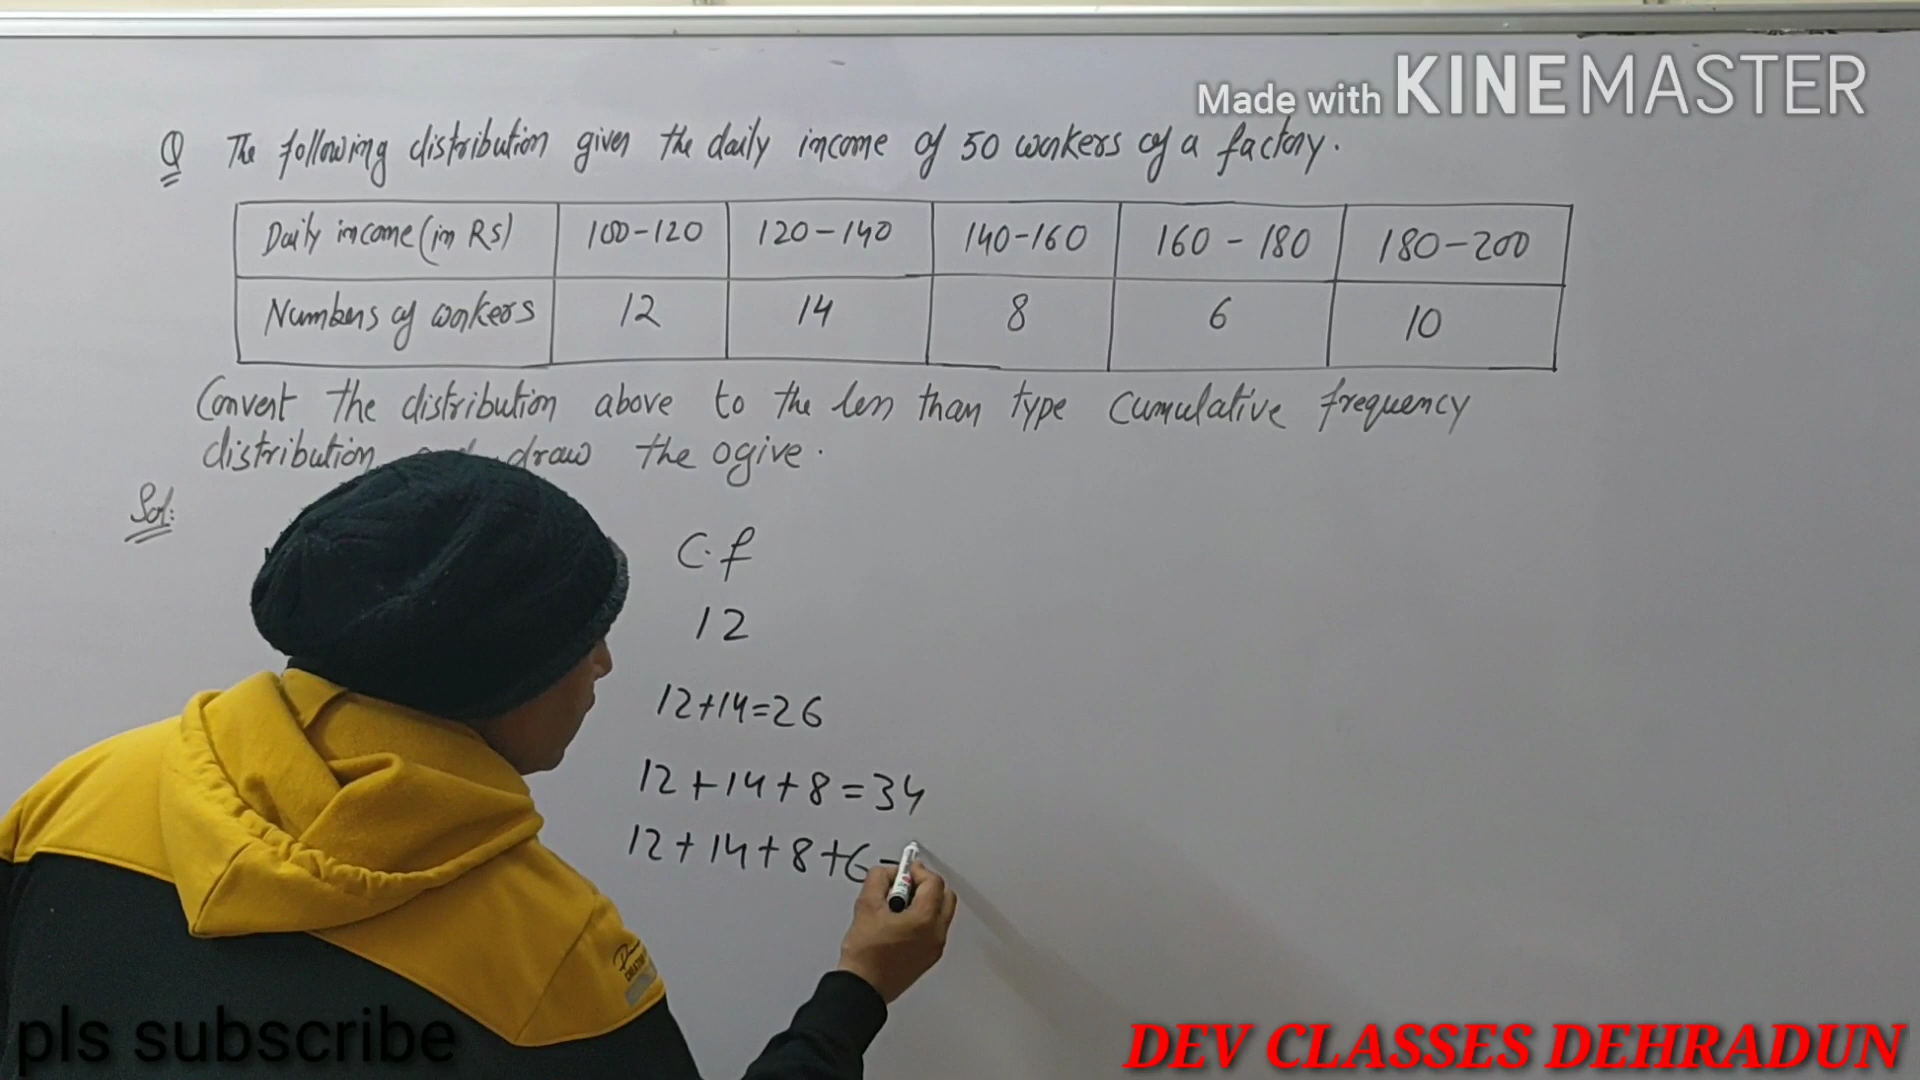 Made with KINEMASTER
Q The following distribution given the daily income of 50 workers of a factory.
Daily income (in Rs) 100-120 120-140 140-160 160-180 180-200
Numbers of workers 12 14 8 6 10
Convert the distribution above to the less than type cumulative frequency
distribution draw the ogive.
Sol:
C.f
12
12+14=26
12+14+8=34
12+14+8+6
pls subscribe
DEV CLASSES DEHRADUN